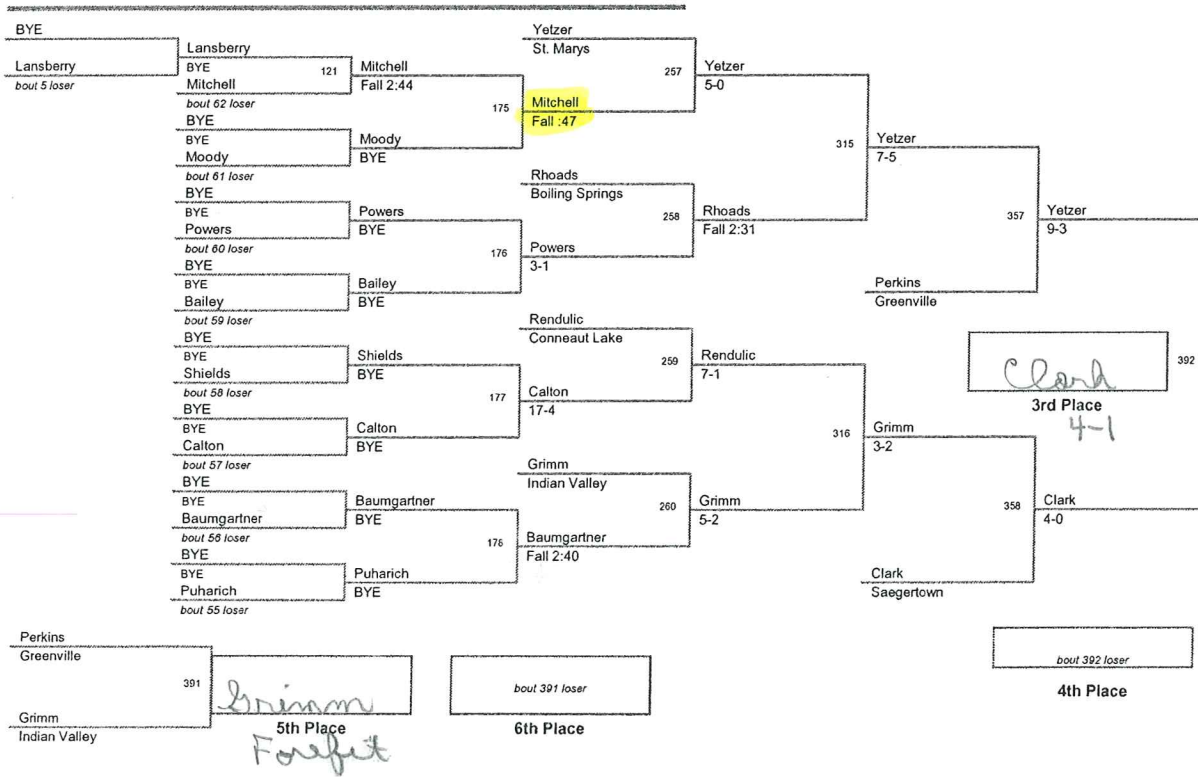 BYE
Lansberry
bout 5 loser
Lansberry
BYE
Mitchell
bout 62 loser
121
BYE
BYE
Moody
bout 61 loser
BYE
BYE
Powers
bout 60 loser
BYE
BYE
Bailey
bout 59 loser
BYE
BYE
Shields
bout 58 loser
BYE
BYE
Calton
bout 57 loser
BYE
BYE
Baumgartner
bout 56 loser
BYE
BYE
Puharich
bout 55 loser
Mitchell
Fall 2:44
175
Moody
BYE
Powers
BYE
176
Bailey
BYE
Shields
BYE
177
Calton
BYE
Baumgartner
BYE
178
Puharich
BYE
Yetzer
St. Marys
257
Mitchell
Fall :47
Rhoads
Boiling Springs
258
Powers
3-1
Rendulic
Conneaut Lake
259
Calton
17-4
Grimm
Indian Valley
260
Baumgartner
Fall 2:40
Yetzer
5-0
315
Rhoads
Fall 2:31
Rendulic
7-1
316
Grimm
5-2
Yetzer
7-5
357
Perkins
Greenville
Grimm
3-2
358
Clark
Saegertown
Yetzer
9-3
Clark
392
3rd Place
4-1
Clark
4-0
bout 392 loser
4th Place
Perkins
Greenville
391
Grimm
Indian Valley
Grimm
5th Place
Forefit
bout 391 loser
6th Place